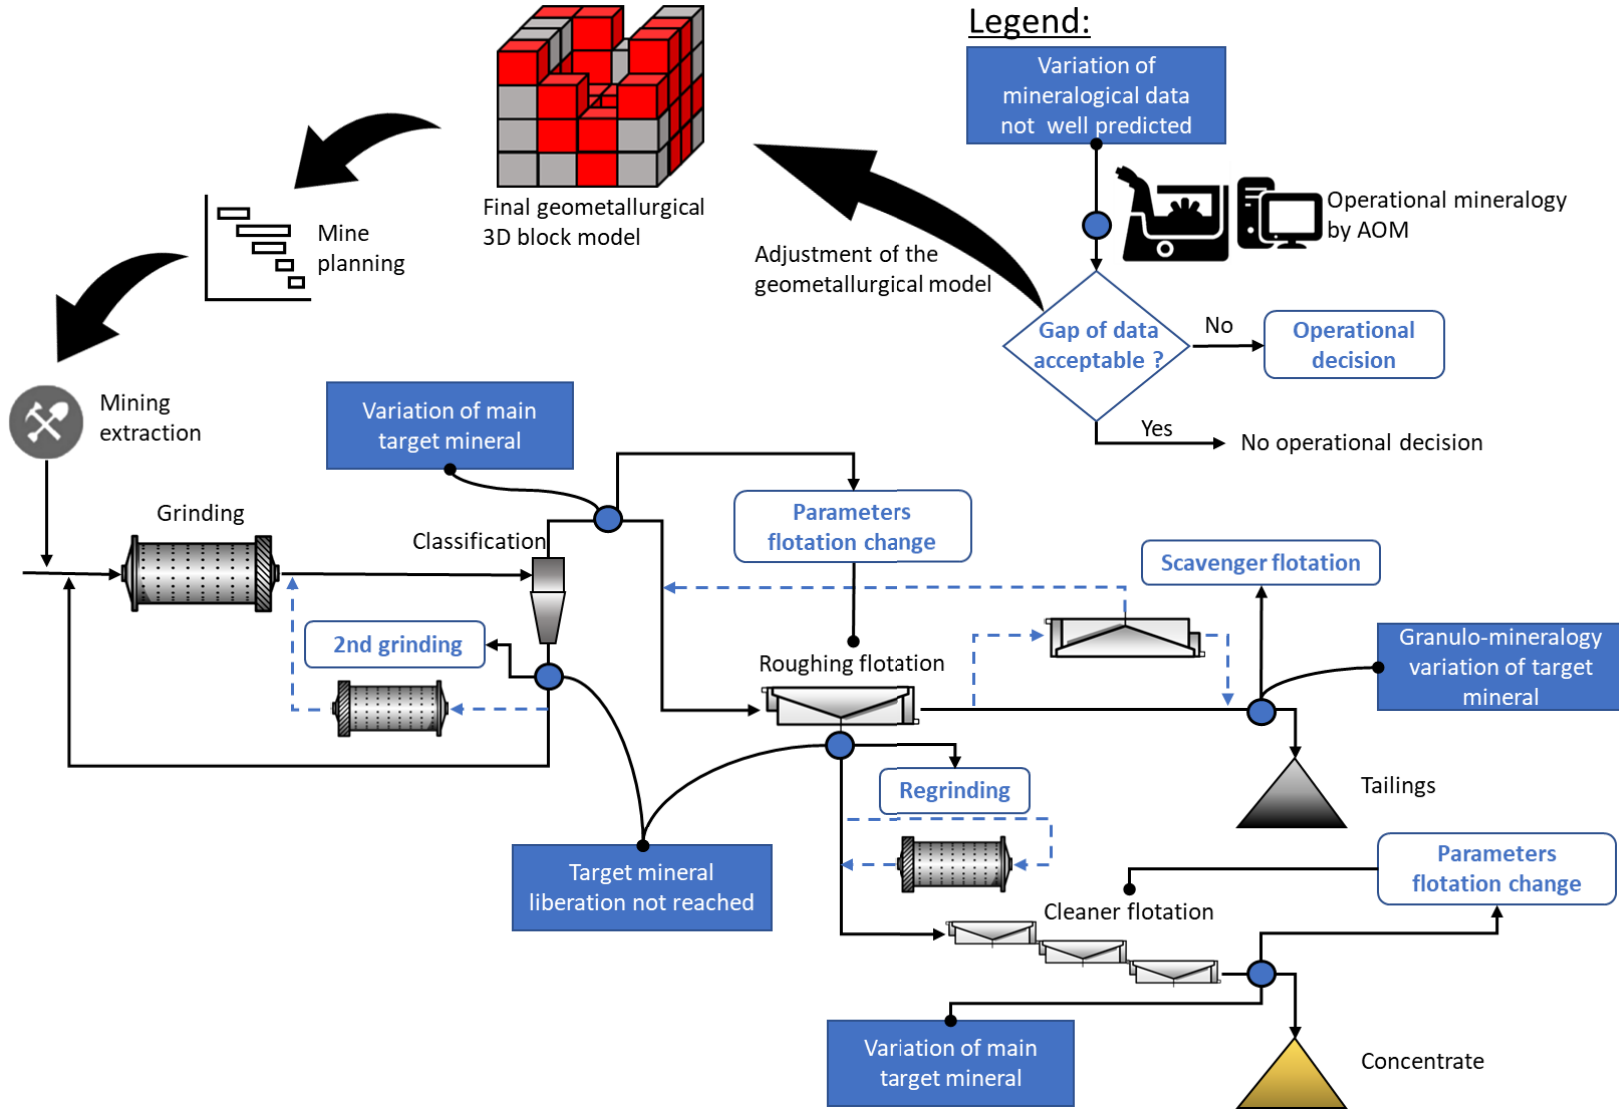 Legend:
Variation of
mineralogical data
not well predicted
Operational mineralogy
by AOM
Gap of data
acceptable ?
No
Operational
decision
Yes
No operational decision
Final geometallurgical
3D block model
Adjustment of the
geometallurgical model
Mine
planning
Mining
extraction
Variation of main
target mineral
Grinding
Classification
Parameters
flotation change
2nd grinding
Roughing flotation
Scavenger flotation
Granulo-mineralogy
variation of target
mineral
Regrinding
Tailings
Target mineral
liberation not reached
Cleaner flotation
Parameters
flotation change
Variation of main
target mineral
Concentrate